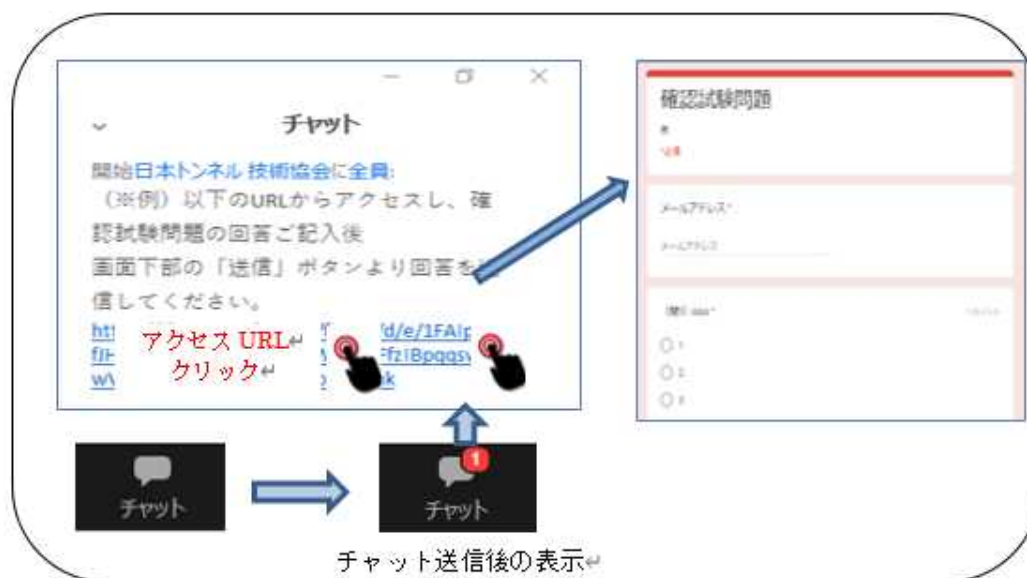 チャット
開始日本トンネル 技術協会に全員:
（※例）以下のURLからアクセスし、確
認試験問題の回答ご記入後
画面下部の「送信」ボタンより回答を
信してください。
アクセス URL↵
クリック↵
確認試験問題
メールアドレス*
メールアドレス
1
2
3
チャット
1
チャット
チャット送信後の表示↵